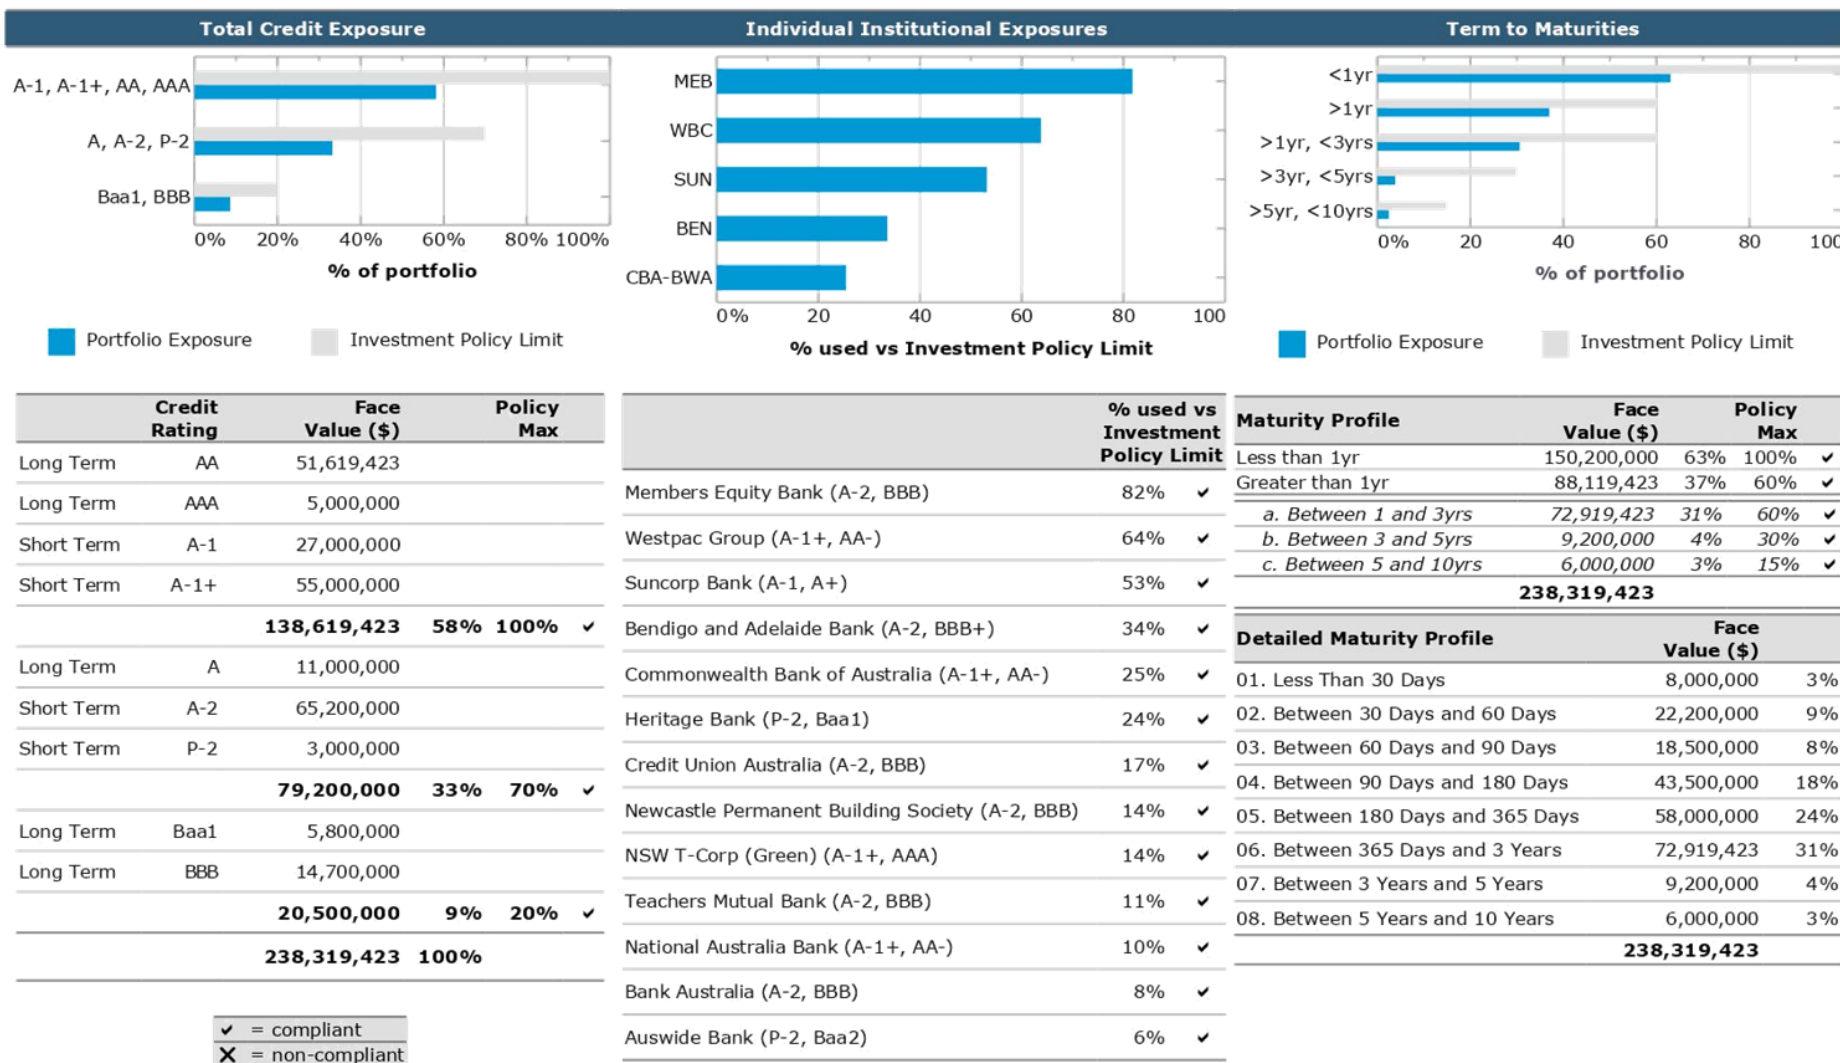 Total Credit Exposure
A-1, A-1+, AA, AAA
A, A-2, P-2
Baa1, BBB
0% 20% 40% 60% 80% 100%
% of portfolio
Portfolio Exposure Investment Policy Limit
Individual Institutional Exposures
MEB
WBC
SUN
BEN
CBA-BWA
0% 20 40 60 80 100
% used vs Investment Policy Limit
Term to Maturities
<1yr
>1yr
>1yr, <3yrs
>3yr, <5yrs
>5yr, <10yrs
0% 20 40 60 80 100
% of portfolio
Portfolio Exposure Investment Policy Limit
Credit Face Policy
Rating Value ($) Max
Long Term AA 51,619,423
Long Term AAA 5,000,000
Short Term A-1 27,000,000
Short Term A-1+ 55,000,000
138,619,423 58% 100% ✔
Long Term A 11,000,000
Short Term A-2 65,200,000
Short Term P-2 3,000,000
79,200,000 33% 70% ✔
Long Term Baa1 5,800,000
Long Term BBB 14,700,000
20,500,000 9% 20% ✔
238,319,423 100%
✔ = compliant
✕ = non-compliant
% used vs
Investment
Policy Limit
Members Equity Bank (A-2, BBB) 82% ✔
Westpac Group (A-1+, AA-) 64% ✔
Suncorp Bank (A-1, A+) 53% ✔
Bendigo and Adelaide Bank (A-2, BBB+) 34% ✔
Commonwealth Bank of Australia (A-1+, AA-) 25% ✔
Heritage Bank (P-2, Baa1) 24% ✔
Credit Union Australia (A-2, BBB) 17% ✔
Newcastle Permanent Building Society (A-2, BBB) 14% ✔
NSW T-Corp (Green) (A-1+, AAA) 14% ✔
Teachers Mutual Bank (A-2, BBB) 11% ✔
National Australia Bank (A-1+, AA-) 10% ✔
Bank Australia (A-2, BBB) 8% ✔
Auswide Bank (P-2, Baa2) 6% ✔
Maturity Profile Face Policy
Value ($) Max
Less than 1yr 150,200,000 63% 100% ✔
Greater than 1yr 88,119,423 37% 60% ✔
a. Between 1 and 3yrs 72,919,423 31% 60% ✔
b. Between 3 and 5yrs 9,200,000 4% 30% ✔
c. Between 5 and 10yrs 6,000,000 3% 15% ✔
238,319,423
Detailed Maturity Profile Face
Value ($)
01. Less Than 30 Days 8,000,000 3%
02. Between 30 Days and 60 Days 22,200,000 9%
03. Between 60 Days and 90 Days 18,500,000 8%
04. Between 90 Days and 180 Days 43,500,000 18%
05. Between 180 Days and 365 Days 58,000,000 24%
06. Between 365 Days and 3 Years 72,919,423 31%
07. Between 3 Years and 5 Years 9,200,000 4%
08. Between 5 Years and 10 Years 6,000,000 3%
238,319,423